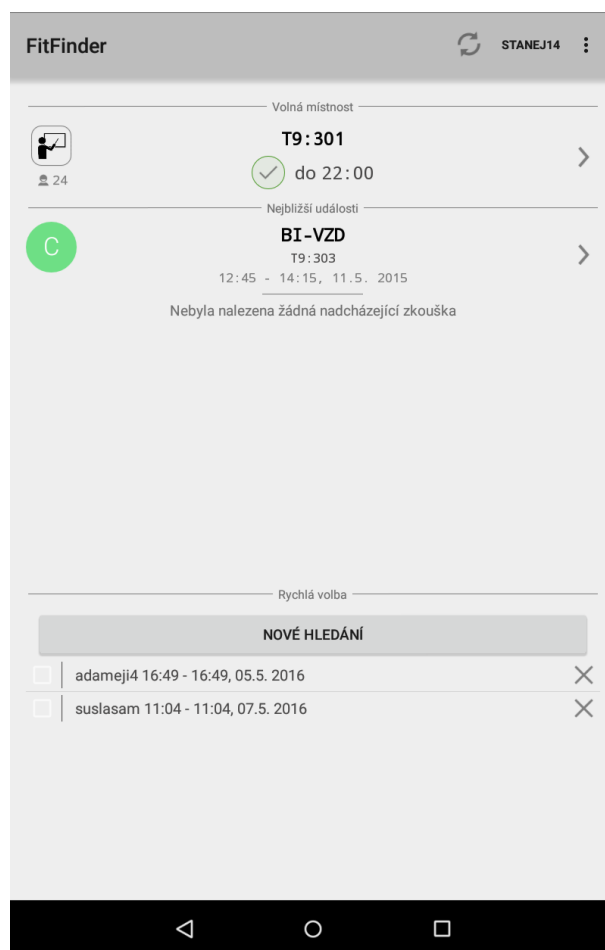 FitFinder
STANEJ14
Volná místnost
T9:301
24
do 22:00
Nejbližší události
C
BI-VZD
T9:303
12:45 - 14:15, 11.5. 2015
Nebyla nalezena žádná nadcházející zkouška
Rychlá volba
NOVÉ HLEDÁNÍ
adameji4 16:49 - 16:49, 05.5. 2016
suslasam 11:04 - 11:04, 07.5. 2016